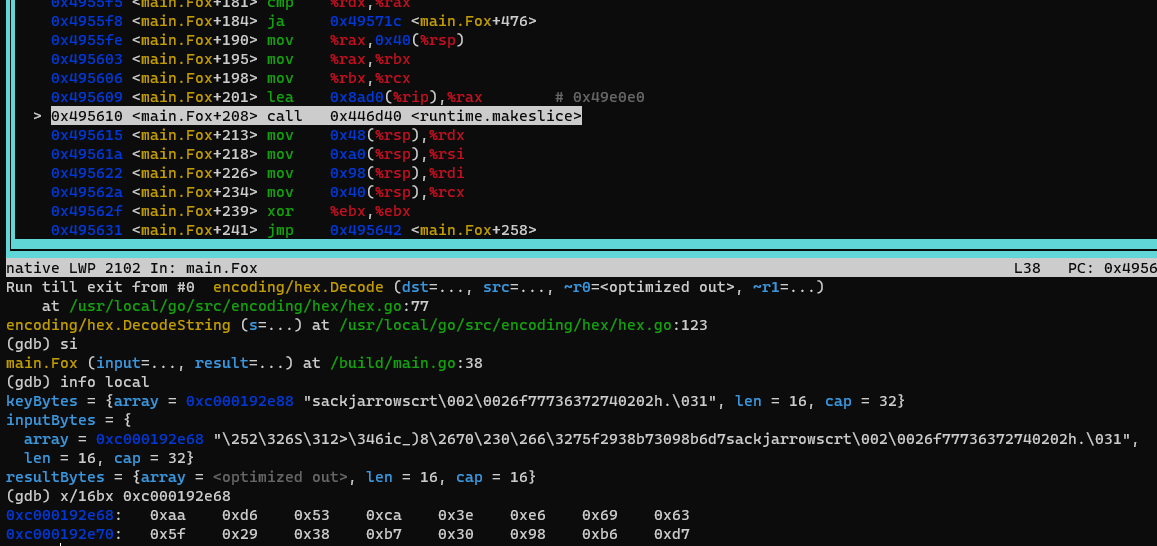 0x4955f5 <main.Fox+181> cmp    %rdx,%rax
0x4955f8 <main.Fox+184> ja     0x49571c <main.Fox+476>
0x4955fe <main.Fox+190> mov    %rax,0x40(%rsp)
0x495603 <main.Fox+195> mov    %rax,%rbx
0x495606 <main.Fox+198> mov    %rbx,%rcx
0x495609 <main.Fox+201> lea    0x8ad0(%rip),%rax        # 0x49e0e0
> 0x495610 <main.Fox+208> call   0x446d40 <runtime.makeslice>
0x495615 <main.Fox+213> mov    0x48(%rsp),%rdx
0x49561a <main.Fox+218> mov    0xa0(%rsp),%rsi
0x495622 <main.Fox+226> mov    0x98(%rsp),%rdi
0x49562a <main.Fox+234> mov    0x40(%rsp),%rcx
0x49562f <main.Fox+239> xor    %ebx,%ebx
0x495631 <main.Fox+241> jmp    0x495642 <main.Fox+258>
native LWP 2102 In: main.Fox    L38   PC: 0x4956
Run till exit from #0  encoding/hex.Decode (dst=..., src=..., ~r0=<optimized out>, ~r1=...)
    at /usr/local/go/src/encoding/hex/hex.go:77
encoding/hex.DecodeString (s=...) at /usr/local/go/src/encoding/hex/hex.go:123
(gdb) si
main.Fox (input=..., result=...) at /build/main.go:38
(gdb) info local
keyBytes = {array = 0xc000192e88 "sackjarrowscrt\002\0026f77736372740202h.\031", len = 16, cap = 32}
inputBytes = {
  array = 0xc000192e68 "\252\326S\312>\346ic_)8\2670\230\266\3275f2938b73098b6d7sackjarrowscrt\002\0026f77736372740202h.\031",
  len = 16, cap = 32}
resultBytes = {array = <optimized out>, len = 16, cap = 16}
(gdb) x/16bx 0xc000192e68
0xc000192e68:   0xaa    0xd6    0x53    0xca    0x3e    0xe6    0x69    0x63
0xc000192e70:   0x5f    0x29    0x38    0xb7    0x30    0x98    0xb6    0xd7